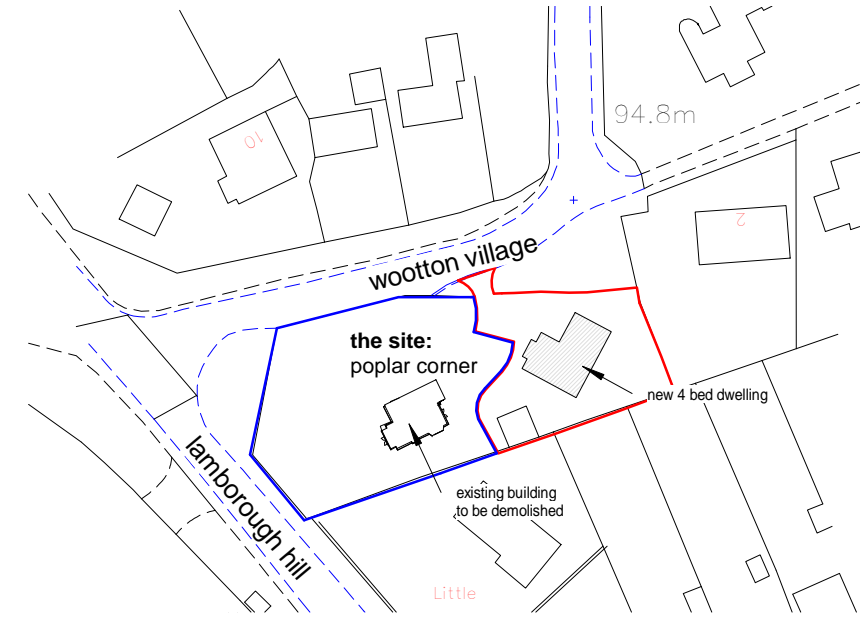 94.8m
10
2
wootton village
the site:
poplar corner
new 4 bed dwelling
lamborough hill
existing building
to be demolished
Little